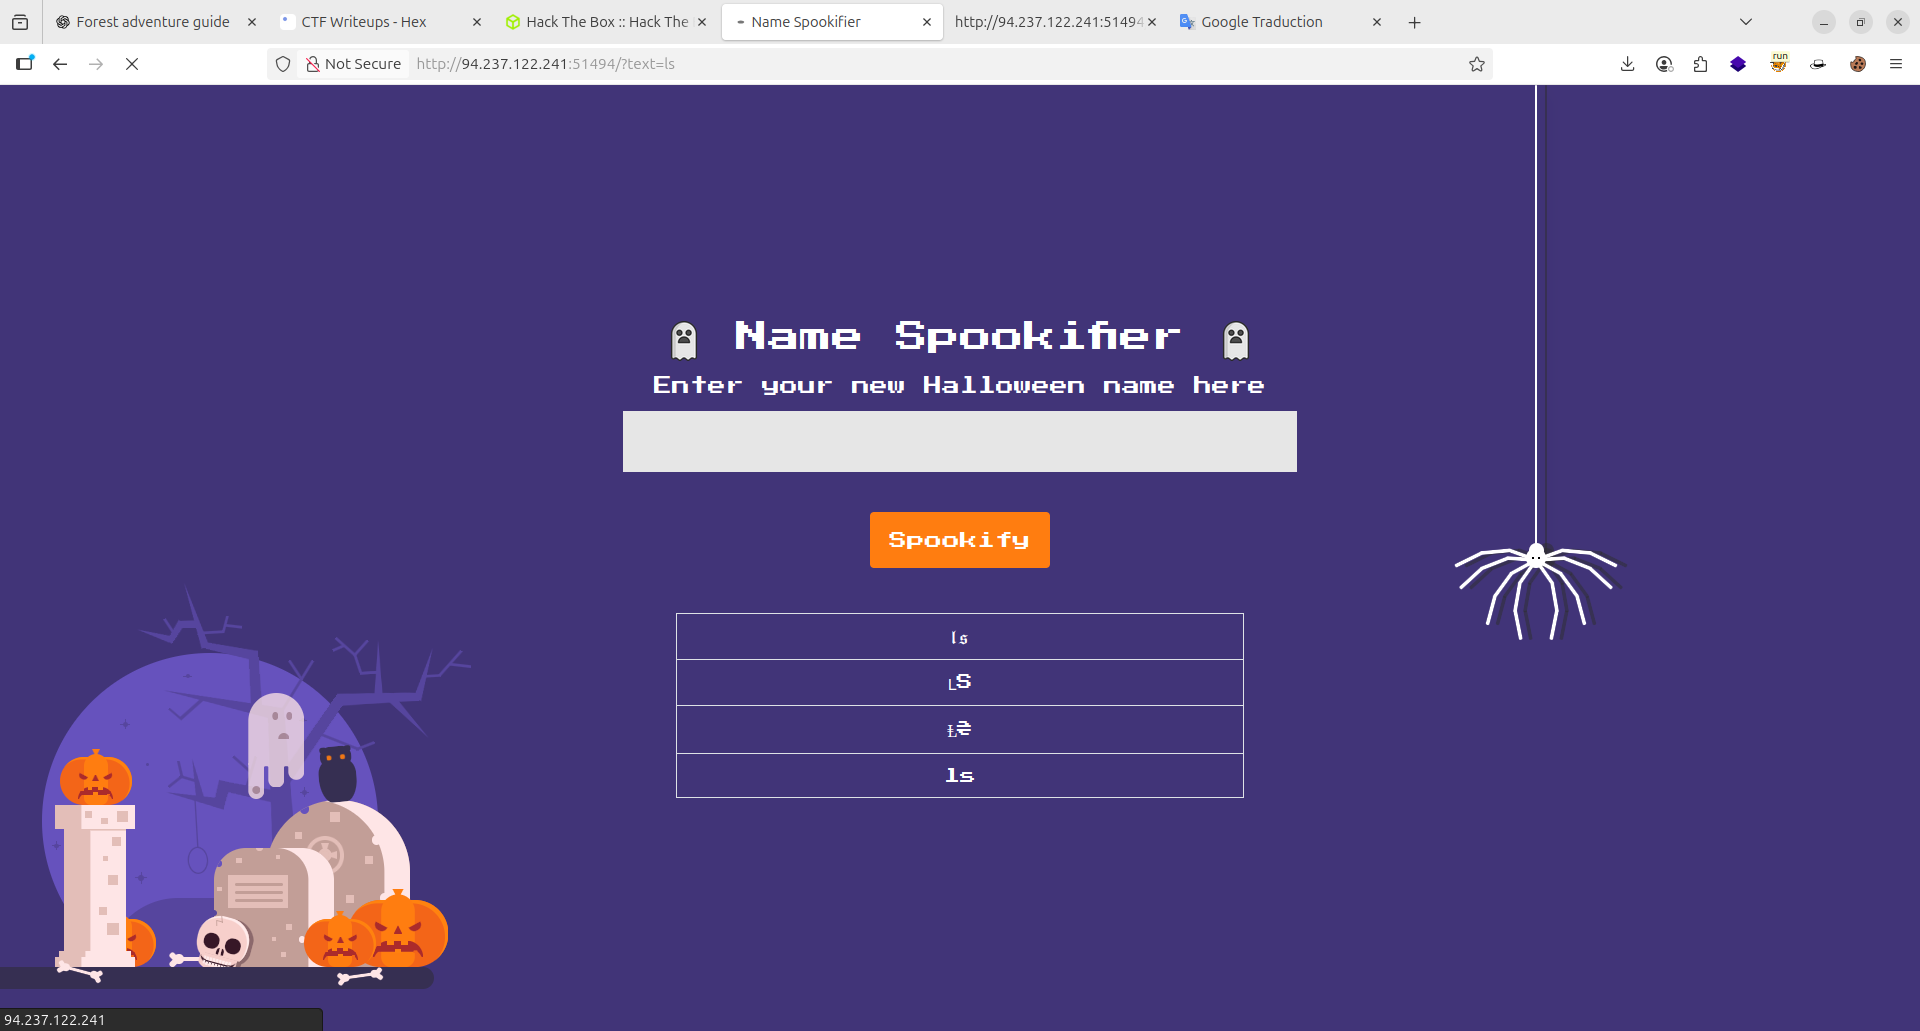 Forest adventure guide
CTF Writeups - Hex
Hack The Box :: Hack The
Name Spookifier
http://94.237.122.241:51494
Google Traduction
Not Secure
http://94.237.122.241:51494/?text=ls
run
Name Spookifier
Enter your new Halloween name here
Spookify
𝔩𝔰
ʟS
Ⱡ₴
ls
94.237.122.241